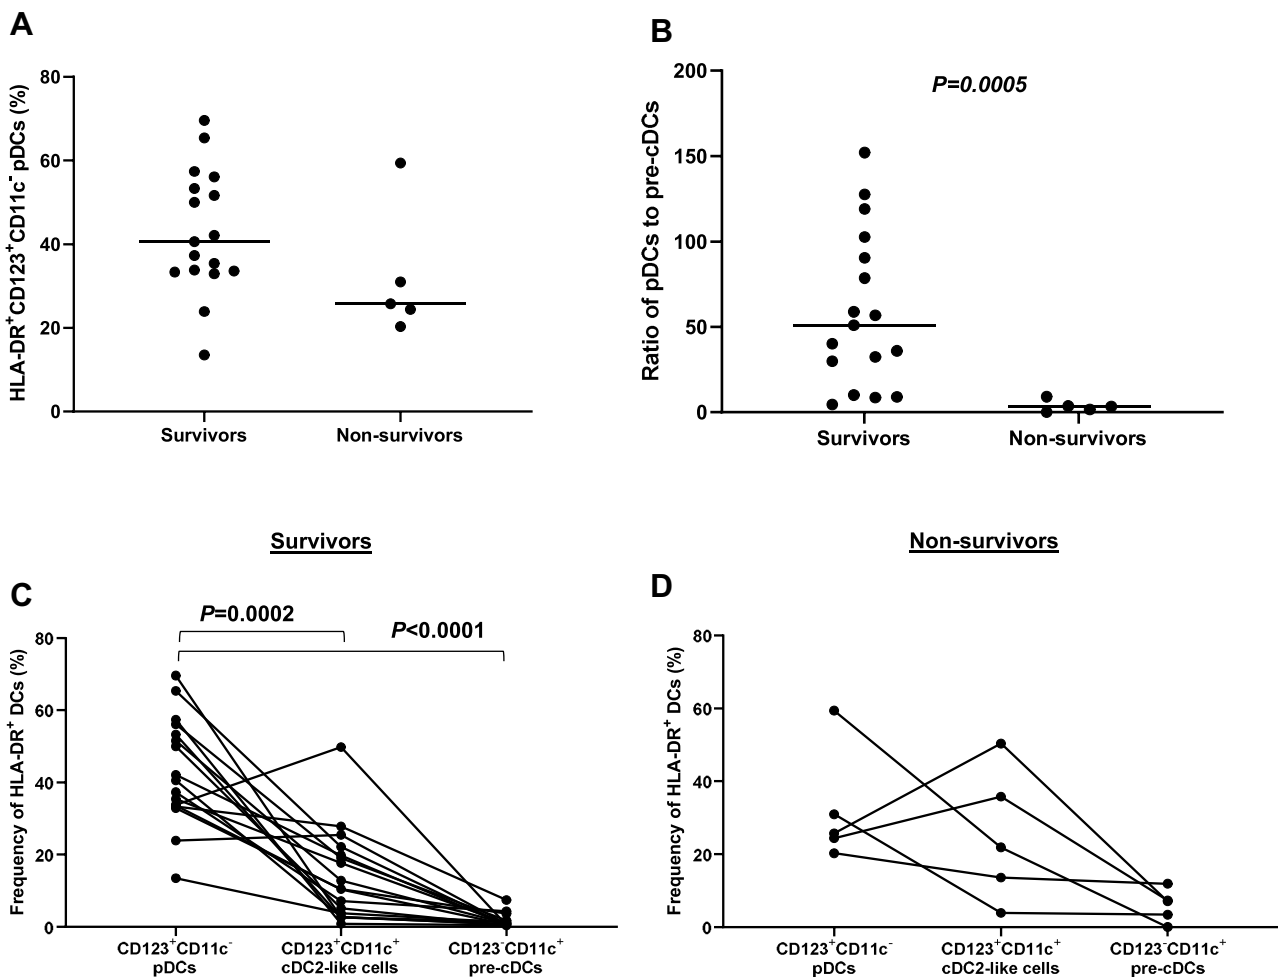 A
HLA-DR⁺CD123⁺CD11c⁻ pDCs (%)
80
60
40
20
0
Survivors
Non-survivors
B
Ratio of pDCs to pre-cDCs
P=0.0005
200
150
100
50
0
Survivors
Non-survivors
Survivors
C
P=0.0002
P<0.0001
Frequency of HLA-DR⁺ DCs (%)
80
60
40
20
0
CD123⁺CD11c⁻
pDCs
CD123⁺CD11c⁺
cDC2-like cells
CD123⁻CD11c⁺
pre-cDCs
Non-survivors
D
Frequency of HLA-DR⁺ DCs (%)
80
60
40
20
0
CD123⁺CD11c⁻
pDCs
CD123⁺CD11c⁺
cDC2-like cells
CD123⁻CD11c⁺
pre-cDCs